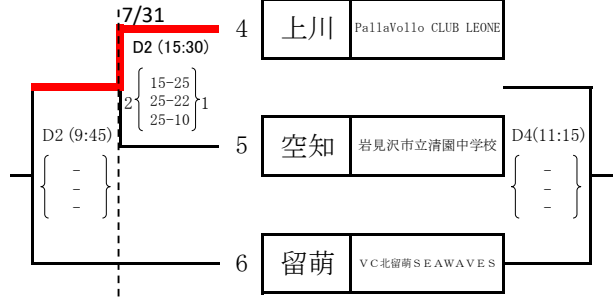 7/31
4 上川 PallaVollo CLUB LEONE
D2 (15:30)
15-25
2 25-22 1
25-10
D2 (9:45)
5 空知 岩見沢市立清園中学校
D4(11:15)
-
-
-
-
-
-
6 留萌 VC北留萌SEAWAVES